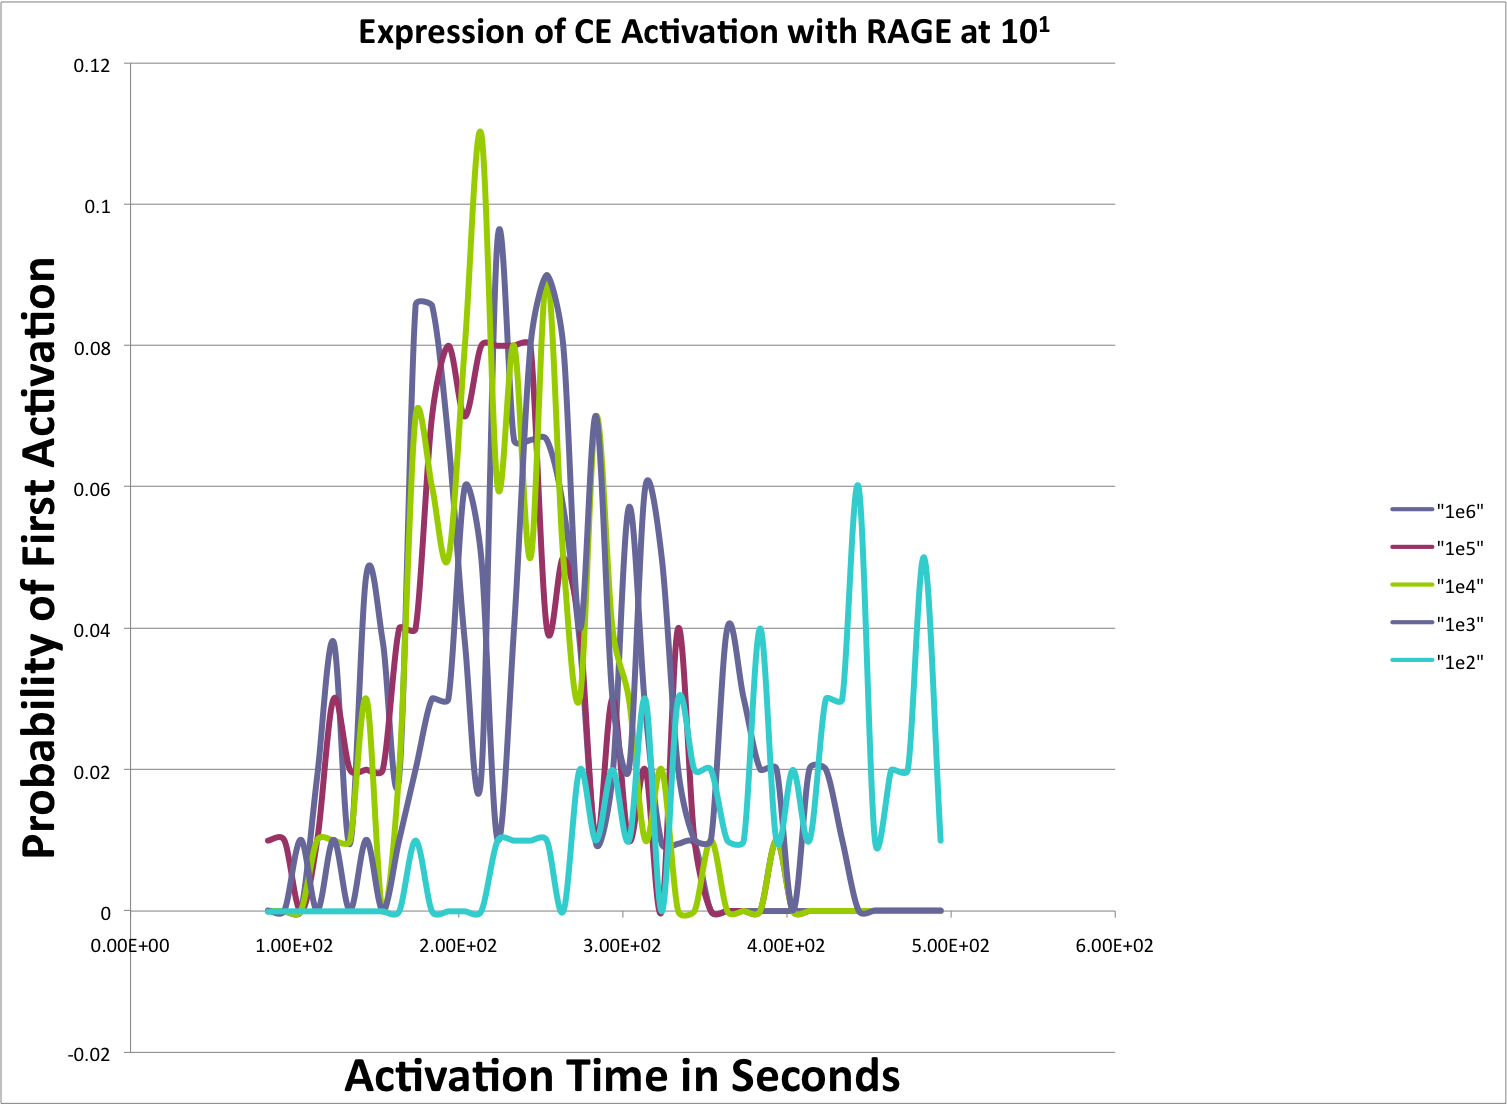 Expression of CE Activation with RAGE at 10¹
Probability of First Activation
0.12
0.1
0.08
0.06
0.04
0.02
0
-0.02
0.00E+00 1.00E+02 2.00E+02 3.00E+02 4.00E+02 5.00E+02 6.00E+02
Activation Time in Seconds
"1e6"
"1e5"
"1e4"
"1e3"
"1e2"